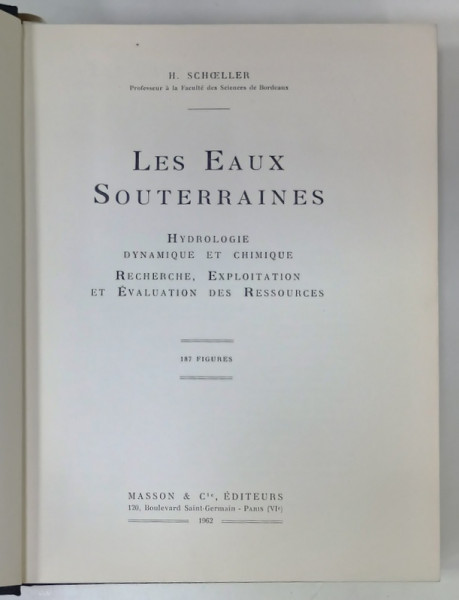 H. SCHŒLLER
Professeur à la Faculté des Sciences de Bordeaux
LES EAUX
SOUTERRAINES
HYDROLOGIE
DYNAMIQUE ET CHIMIQUE
RECHERCHE, EXPLOITATION
ET ÉVALUATION DES RESSOURCES
187 FIGURES
MASSON & Cie, ÉDITEURS
120, Boulevard Saint-Germain - PARIS (VIe)
1962